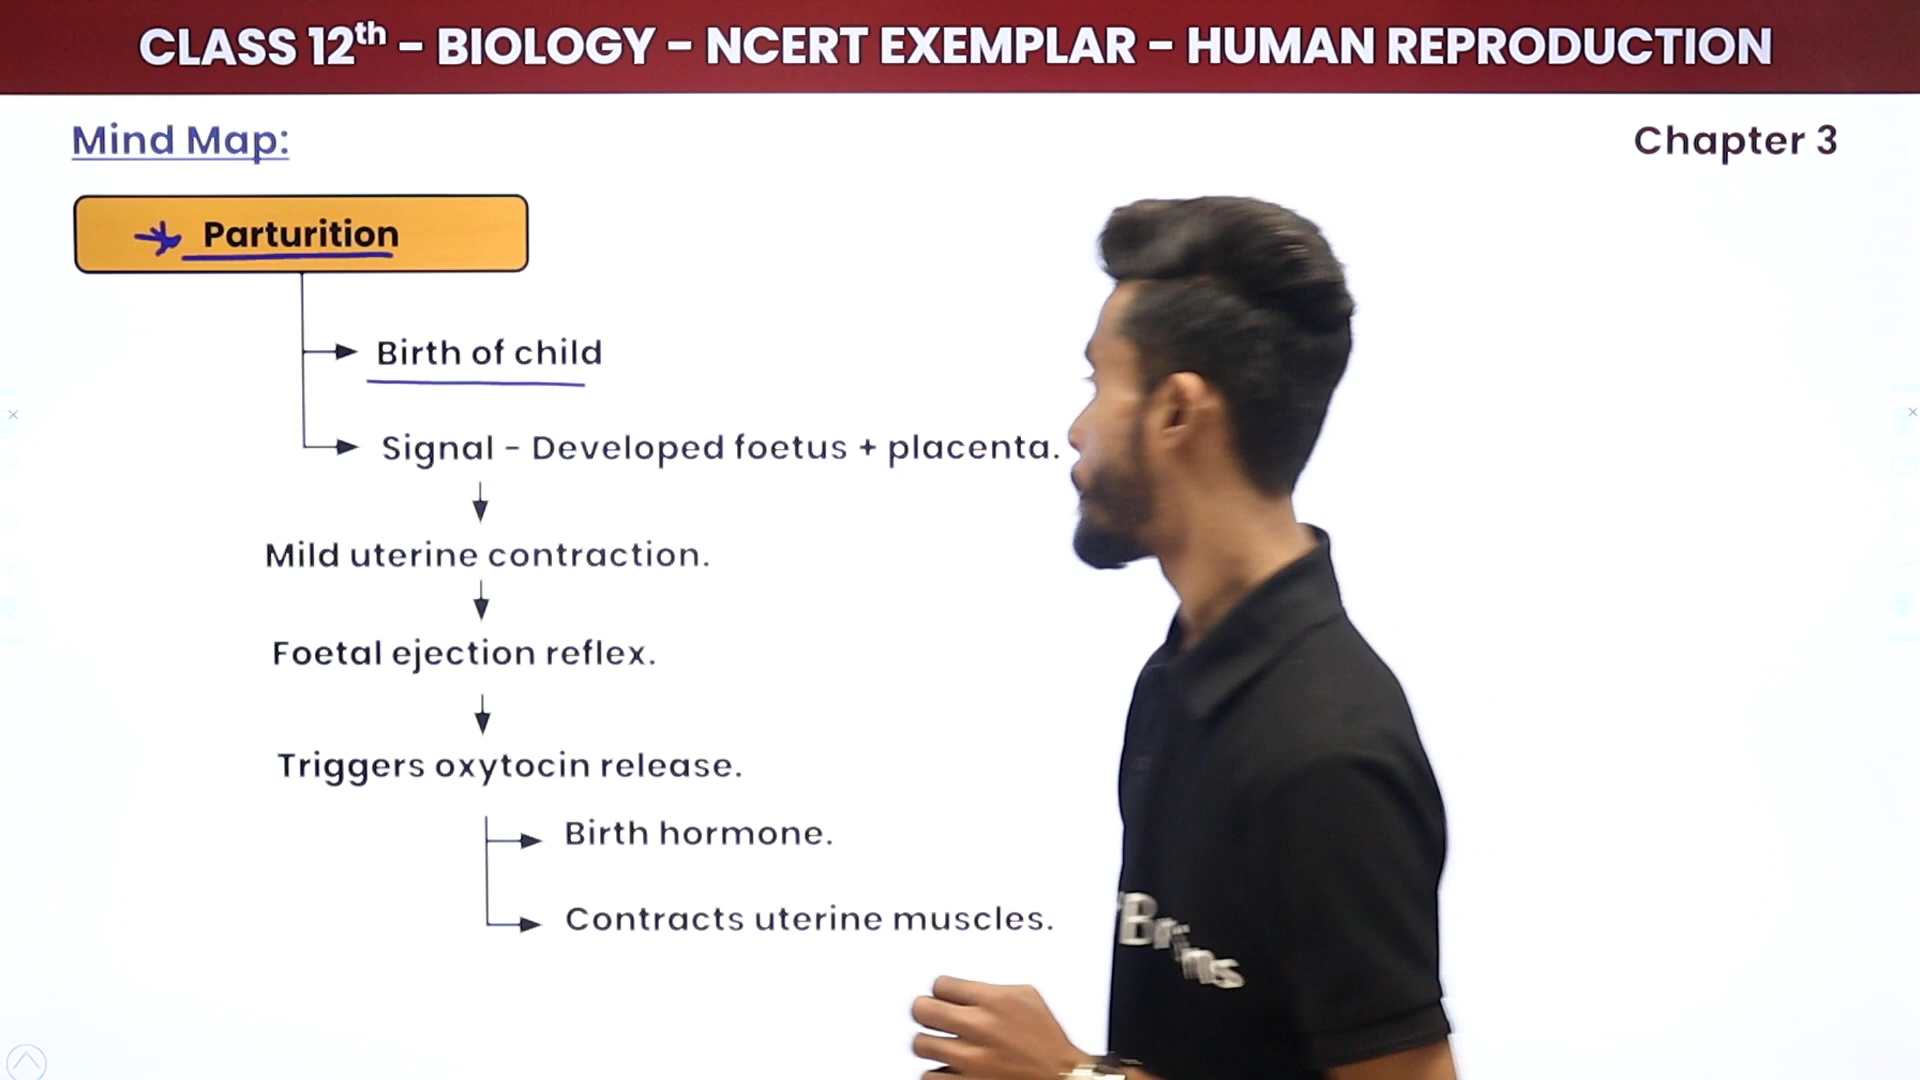 CLASS 12th – BIOLOGY – NCERT EXEMPLAR – HUMAN REPRODUCTION
Mind Map:
Chapter 3
Parturition
Birth of child
Signal - Developed foetus + placenta.
Mild uterine contraction.
Foetal ejection reflex.
Triggers oxytocin release.
Birth hormone.
Contracts uterine muscles.